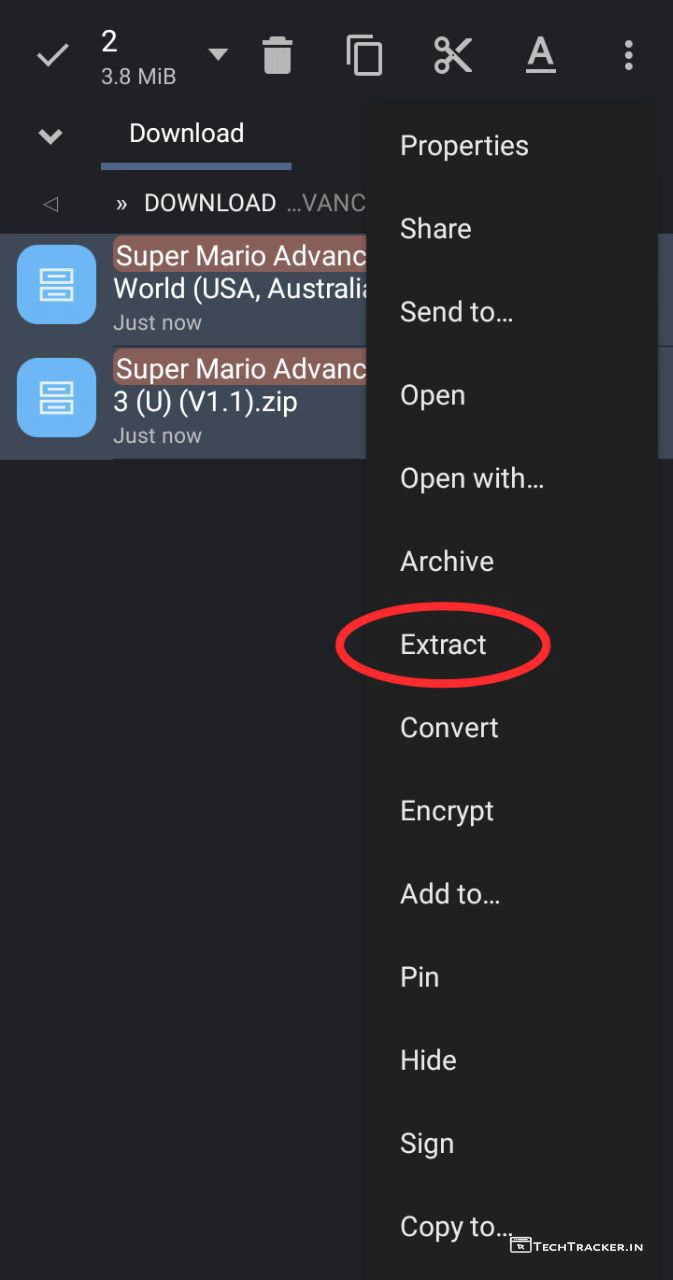 2
3.8 MiB
A
Download
» DOWNLOAD ...VANC
Super Mario Advanc
World (USA, Australia
Just now
Super Mario Advanc
3 (U) (V1.1).zip
Just now
Properties
Share
Send to...
Open
Open with...
Archive
Extract
Convert
Encrypt
Add to...
Pin
Hide
Sign
Copy to...
TECHTRACKER.IN